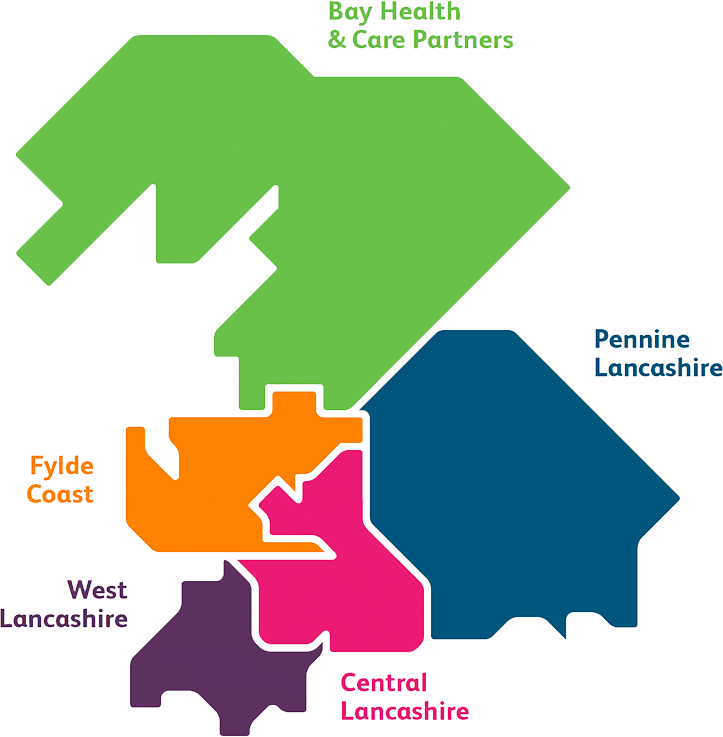 Bay Health
& Care Partners
Pennine
Lancashire
Fylde
Coast
West
Lancashire
Central
Lancashire